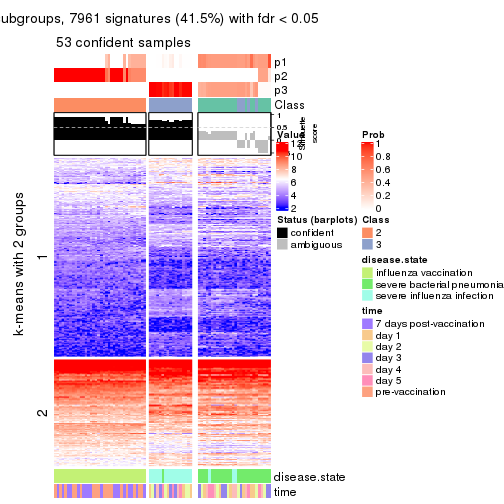 ubgroups, 7961 signatures (41.5%) with fdr < 0.05
53 confident samples
p1
p2
p3
Class
1
0.5
0
Silhouette
score
k-means with 2 groups
1
2
Value
12
10
8
6
4
2
Prob
1
0.8
0.6
0.4
0.2
0
Status (barplots)
confident
ambiguous
Class
2
3
disease.state
influenza vaccination
severe bacterial pneumonia
severe influenza infection
time
7 days post-vaccination
day 1
day 2
day 3
day 4
day 5
pre-vaccination
disease.state
time